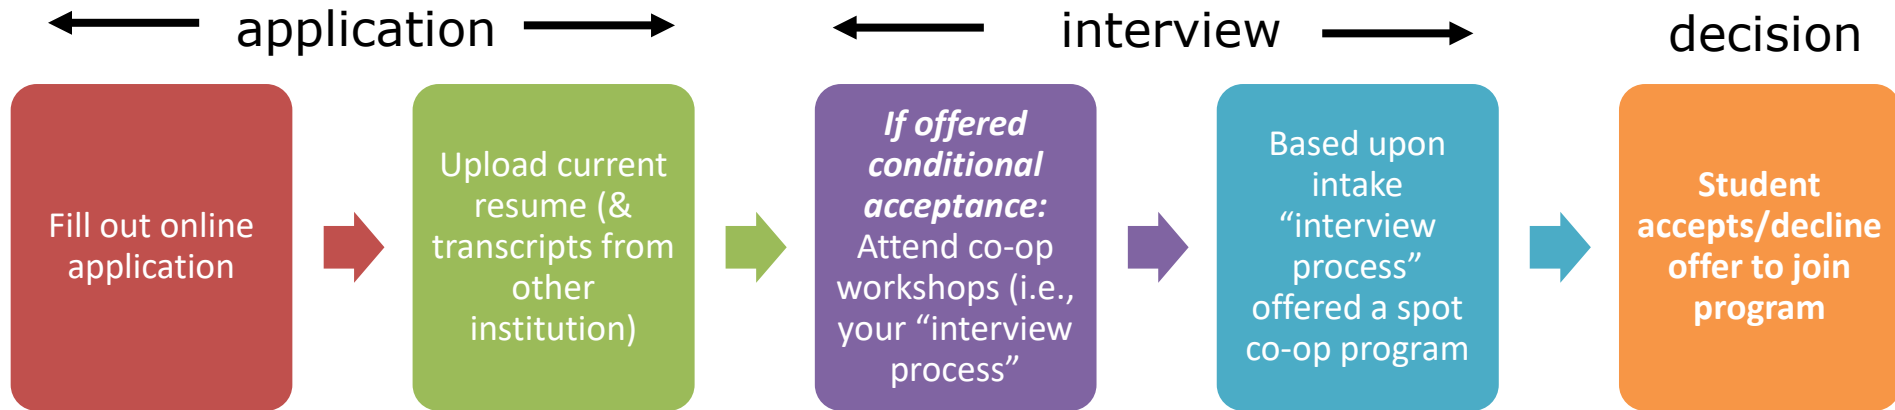 application
interview
decision
Fill out online
application
Upload current
resume (&
transcripts from
other
institution)
If offered
conditional
acceptance:
Attend co-op
workshops (i.e.,
your “interview
process”
Based upon
intake
“interview
process”
offered a spot
co-op program
Student
accepts/decline
offer to join
program